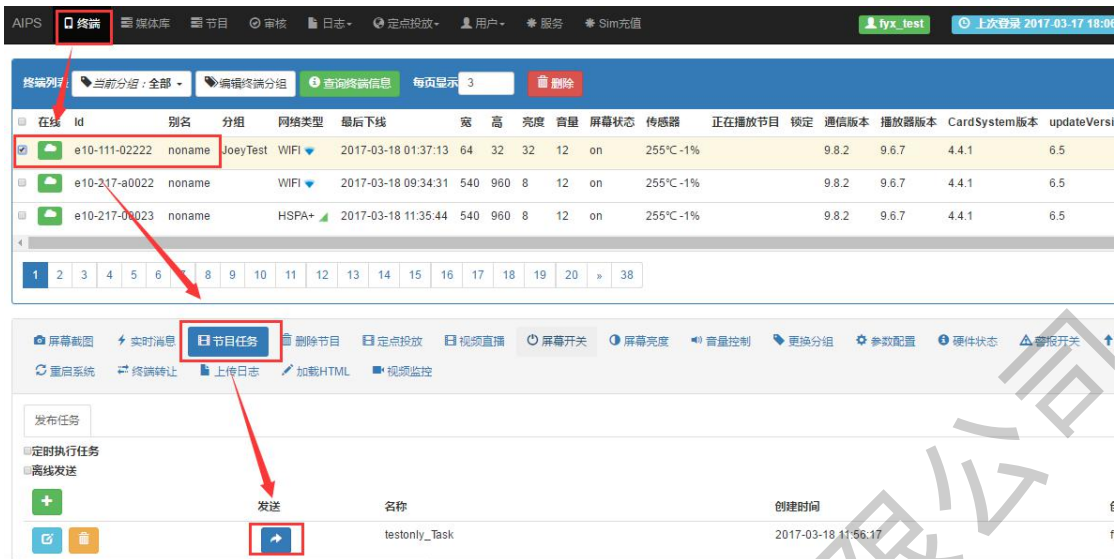 AIPS 终端 媒体库 节目 审核 日志 定点投放 用户 服务 Sim充值 fyx_test 上次登录 2017-03-17 18:06
终端列表 当前分组：全部 编辑终端分组 查询终端信息 每页显示 3 删除
在线 Id 别名 分组 网络类型 最后下线 宽 高 亮度 音量 屏幕状态 传感器 正在播放节目 锁定 通信版本 播放器版本 CardSystem版本 updateVersi
e10-111-02222 noname JoeyTest WIFI 2017-03-18 01:37:13 64 32 32 12 on 255℃ -1% 9.8.2 9.6.7 4.4.1 6.5
e10-217-a0022 noname WIFI 2017-03-18 09:34:31 540 960 8 12 on 255℃ -1% 9.8.2 9.6.7 4.4.1 6.5
e10-217-00023 noname HSPA+ 2017-03-18 11:35:44 540 960 8 12 on 255℃ -1% 9.8.2 9.6.7 4.4.1 6.5
1 2 3 4 5 6 7 8 9 10 11 12 13 14 15 16 17 18 19 20 » 38
屏幕截图 实时消息 节目任务 删除节目 定点投放 视频直播 屏幕开关 屏幕亮度 音量控制 更换分组 参数配置 硬件状态 警报开关
重启系统 终端转让 上传日志 加载HTML 视频监控
发布任务
定时执行任务
离线发送
发送 名称 创建时间
testonly_Task 2017-03-18 11:56:17 f
限公司